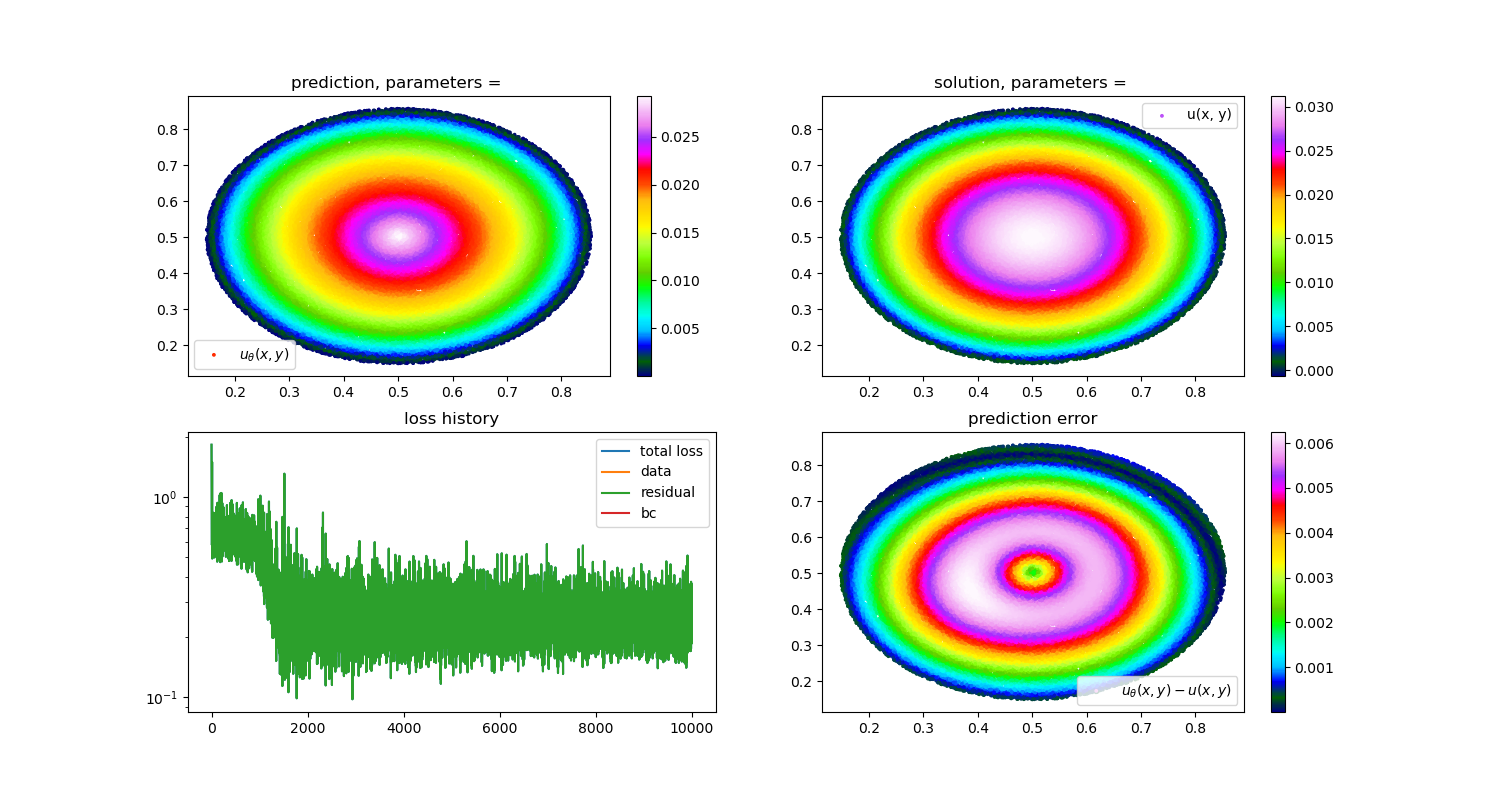 prediction, parameters =
0.8
0.7
0.6
0.5
0.4
0.3
0.2
0.2 0.3 0.4 0.5 0.6 0.7 0.8
u_θ(x, y)
0.025
0.020
0.015
0.010
0.005
solution, parameters =
0.8
0.7
0.6
0.5
0.4
0.3
0.2
0.2 0.3 0.4 0.5 0.6 0.7 0.8
u(x, y)
0.030
0.025
0.020
0.015
0.010
0.005
0.000
loss history
10⁰
10⁻¹
0 2000 4000 6000 8000 10000
total loss
data
residual
bc
prediction error
0.8
0.7
0.6
0.5
0.4
0.3
0.2
0.2 0.3 0.4 0.5 0.6 0.7 0.8
u_θ(x, y) − u(x, y)
0.006
0.005
0.004
0.003
0.002
0.001